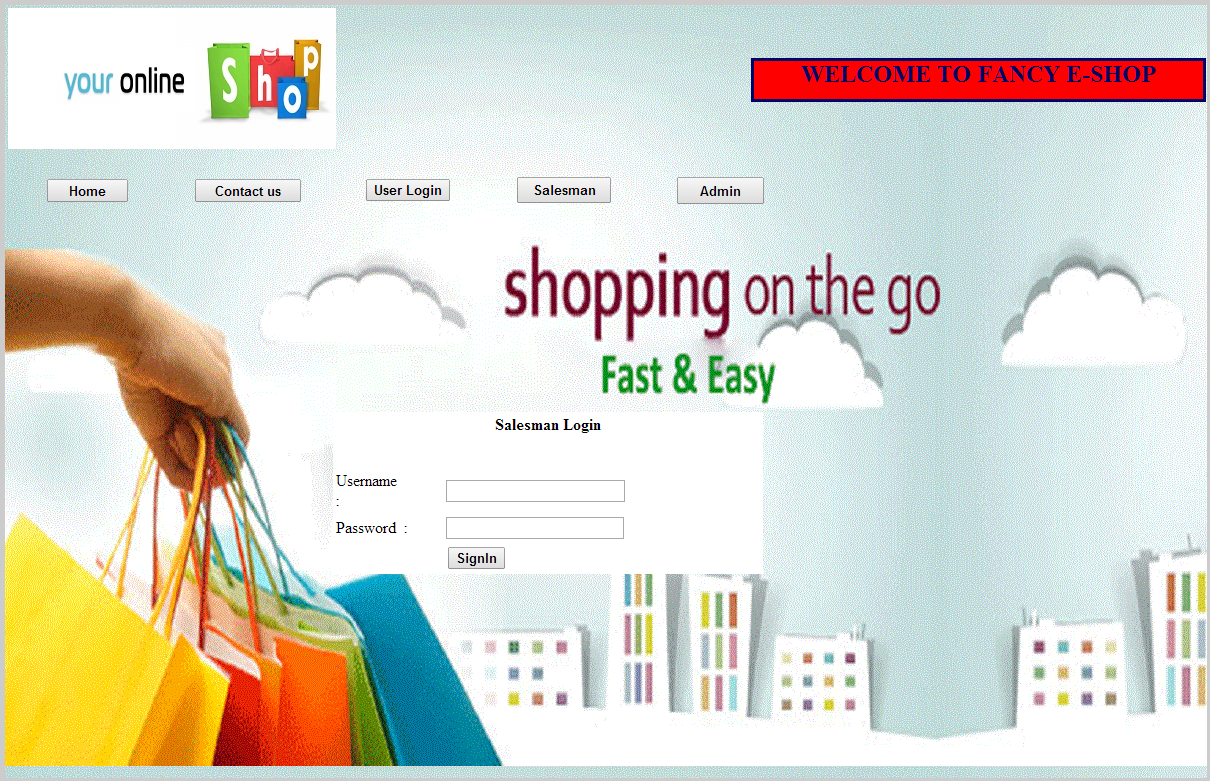 your online Shop
WELCOME TO FANCY E-SHOP
Home Contact us User Login Salesman Admin
shopping on the go
Fast & Easy
Salesman Login
Username
:
Password :
SignIn